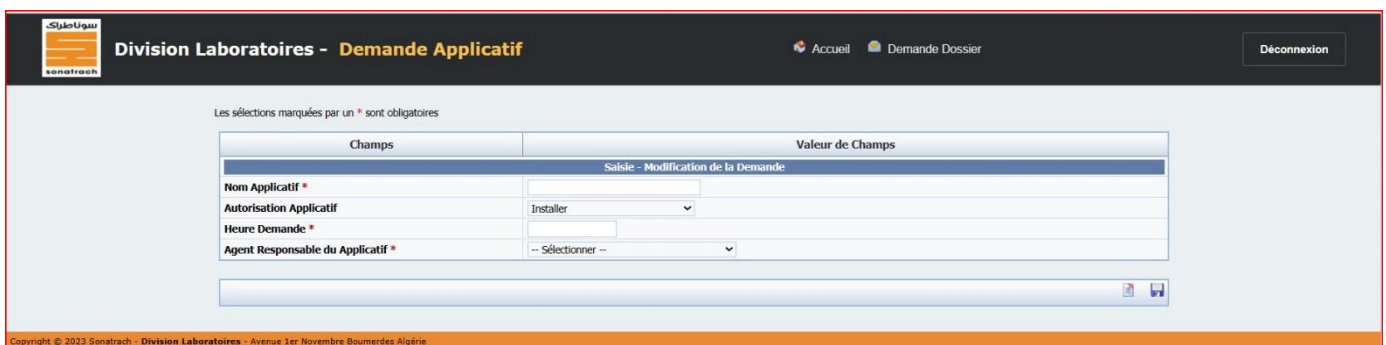 سوناطراك
sonatrach
Division Laboratoires - Demande Applicatif
Accueil
Demande Dossier
Déconnexion
Les sélections marquées par un * sont obligatoires
Champs
Valeur de Champs
Saisie - Modification de la Demande
Nom Applicatif *
Autorisation Applicatif
Installer
Heure Demande *
Agent Responsable du Applicatif *
-- Sélectionner --
Copyright © 2023 Sonatrach - Division Laboratoires - Avenue 1er Novembre Boumerdes Algérie